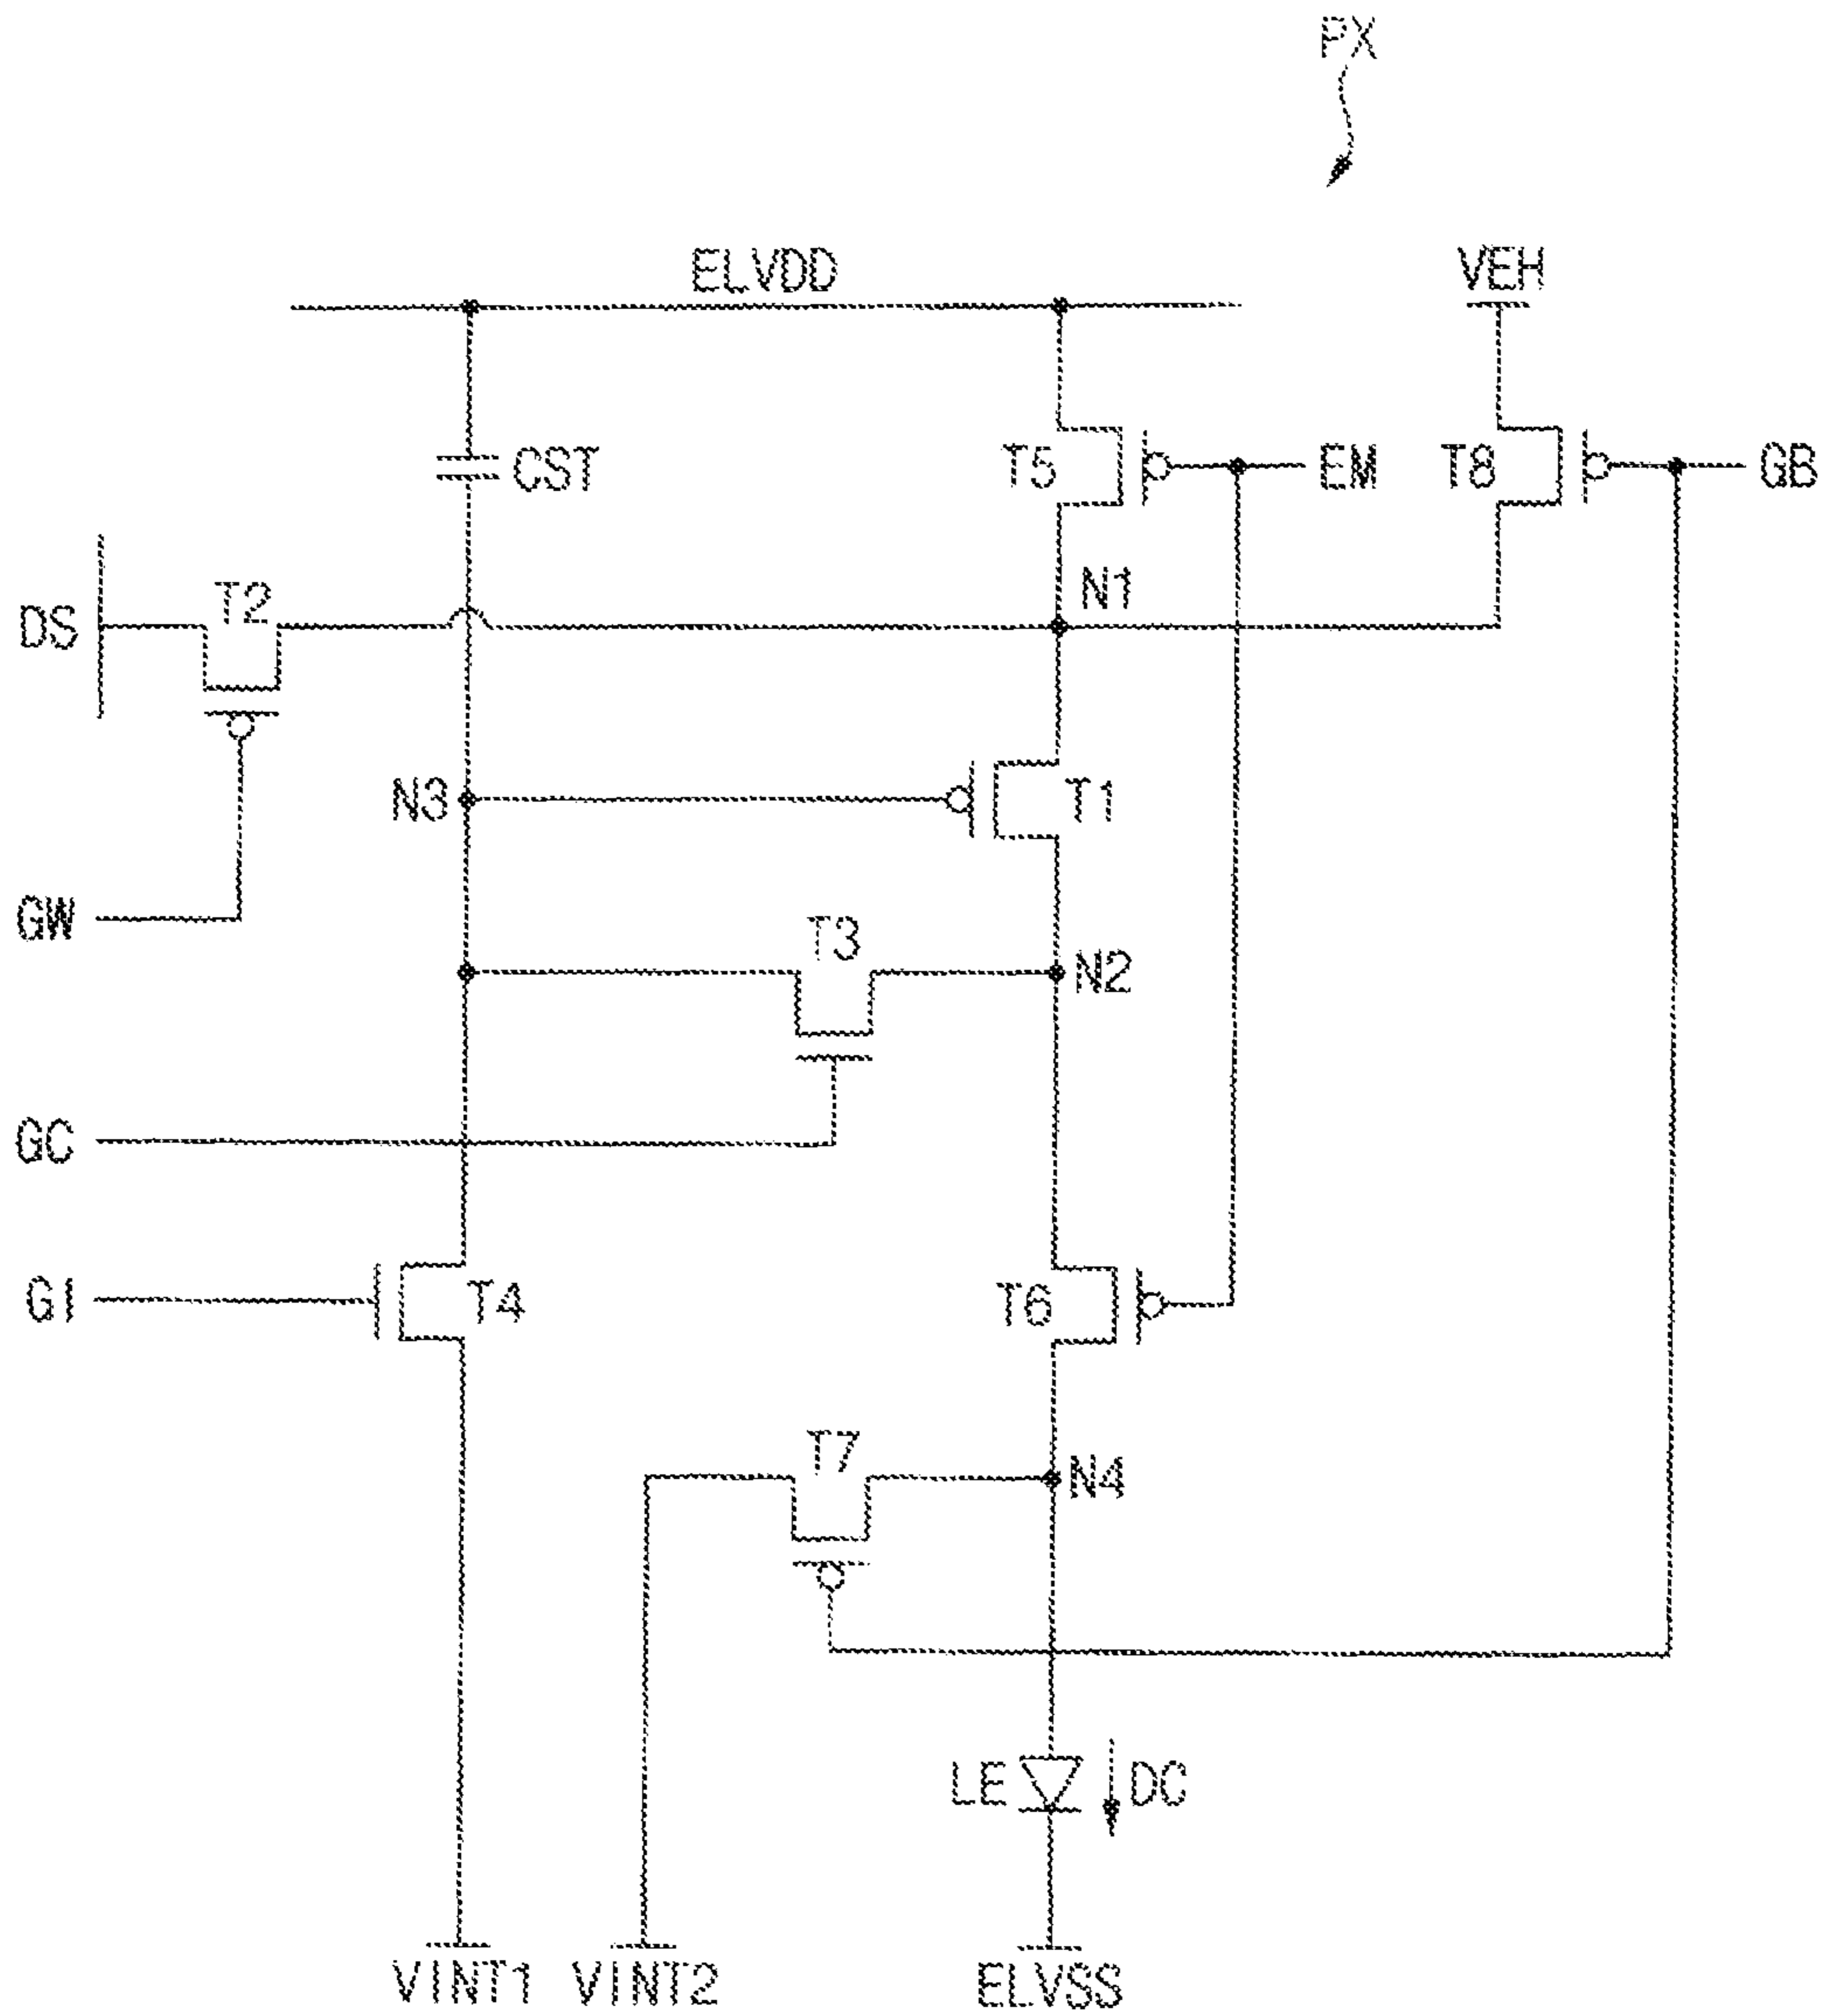 PX
ELVDD
VEH
CST
T5
EM
T8
GB
DS
T2
N1
N3
T1
GW
T3
N2
GC
GI
T4
T6
T7
N4
LE
DC
VINT1
VINT2
ELVSS